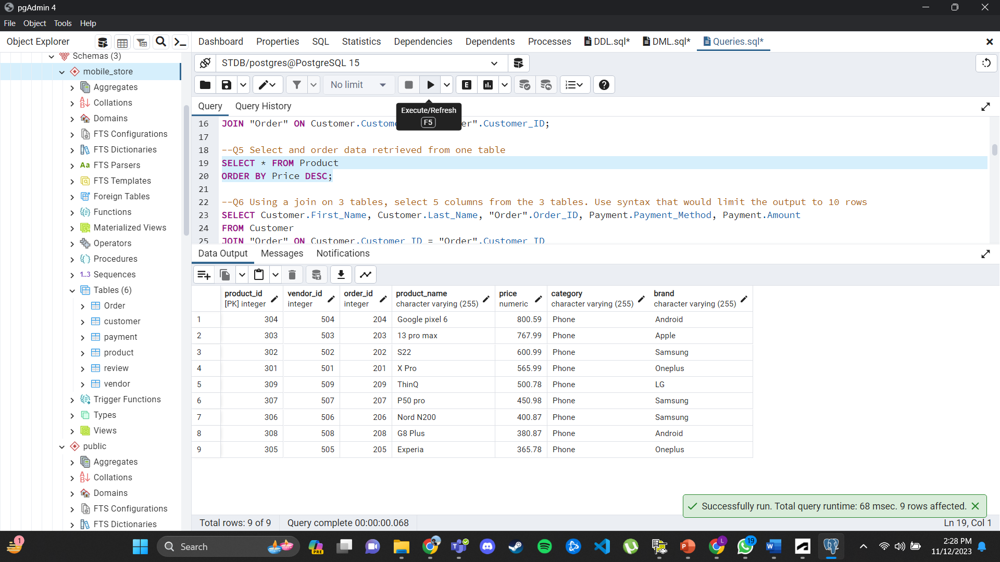 pgAdmin 4
File Object Tools Help
Object Explorer
Dashboard Properties SQL Statistics Dependencies Dependents Processes DDL.sql* DML.sql* Queries.sql*
Schemas (3)
mobile_store
Aggregates
Collations
Domains
FTS Configurations
FTS Dictionaries
FTS Parsers
FTS Templates
Foreign Tables
Functions
Materialized Views
Operators
Procedures
1..3 Sequences
Tables (6)
Order
customer
payment
product
review
vendor
Trigger Functions
Types
Views
public
Aggregates
Collations
Domains
FTS Configurations
FTS Dictionaries
STDB/postgres@PostgreSQL 15
No limit
E
Query Query History
Execute/Refresh
F5
16 JOIN "Order" ON Customer.Custome er".Customer_ID;
17
18 --Q5 Select and order data retrieved from one table
19 SELECT * FROM Product
20 ORDER BY Price DESC;
21
22 --Q6 Using a join on 3 tables, select 5 columns from the 3 tables. Use syntax that would limit the output to 10 rows
23 SELECT Customer.First_Name, Customer.Last_Name, "Order".Order_ID, Payment.Payment_Method, Payment.Amount
24 FROM Customer
25 JOIN "Order" ON Customer.Customer_ID = "Order".Customer_ID
Data Output Messages Notifications
product_id vendor_id order_id product_name price category brand
[PK] integer integer integer character varying (255) numeric character varying (255) character varying (255)
1 304 504 204 Google pixel 6 800.59 Phone Android
2 303 503 203 13 pro max 767.99 Phone Apple
3 302 502 202 S22 600.99 Phone Samsung
4 301 501 201 X Pro 565.99 Phone Oneplus
5 309 509 209 ThinQ 500.78 Phone LG
6 307 507 207 P50 pro 450.98 Phone Samsung
7 306 506 206 Nord N200 400.87 Phone Samsung
8 308 508 208 G8 Plus 380.87 Phone Android
9 305 505 205 Experia 365.78 Phone Oneplus
Successfully run. Total query runtime: 68 msec. 9 rows affected.
Total rows: 9 of 9 Query complete 00:00:00.068 Ln 19, Col 1
1
Search
PRE
L
19
2:28 PM
11/12/2023